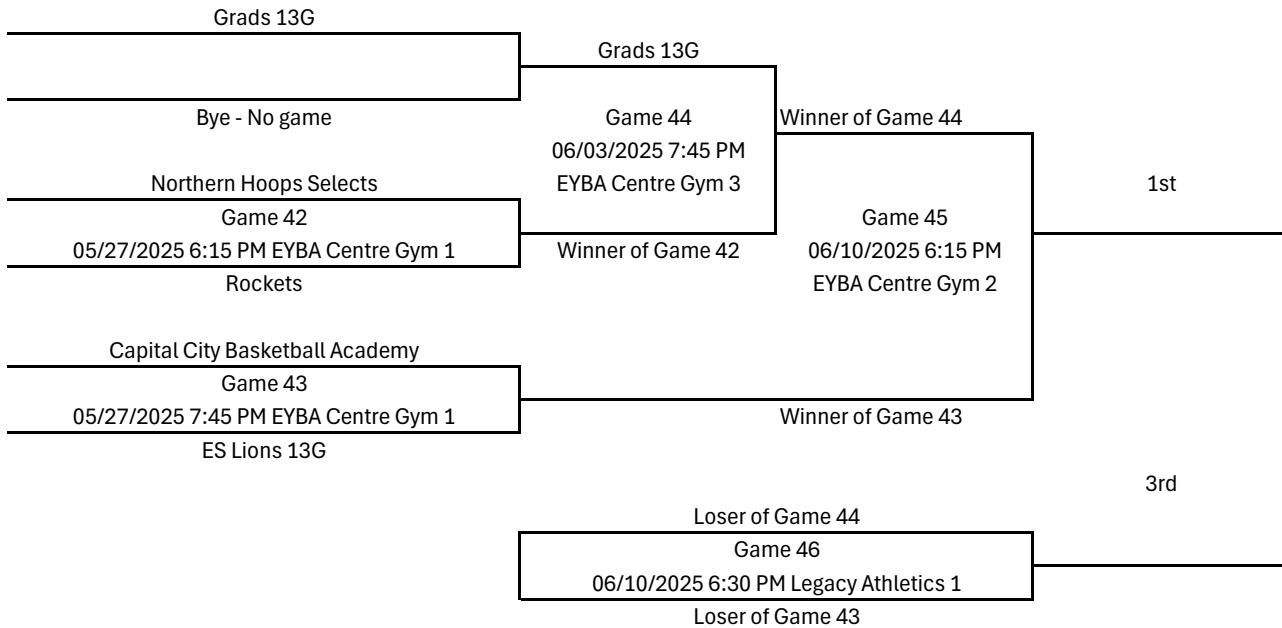 Grads 13G
Bye - No game
Northern Hoops Selects
Game 42
05/27/2025 6:15 PM EYBA Centre Gym 1
Rockets
Capital City Basketball Academy
Game 43
05/27/2025 7:45 PM EYBA Centre Gym 1
ES Lions 13G
Grads 13G
Game 44
06/03/2025 7:45 PM
EYBA Centre Gym 3
Winner of Game 42
Winner of Game 44
Game 45
06/10/2025 6:15 PM
EYBA Centre Gym 2
Winner of Game 43
1st
Loser of Game 44
Game 46
06/10/2025 6:30 PM Legacy Athletics 1
Loser of Game 43
3rd